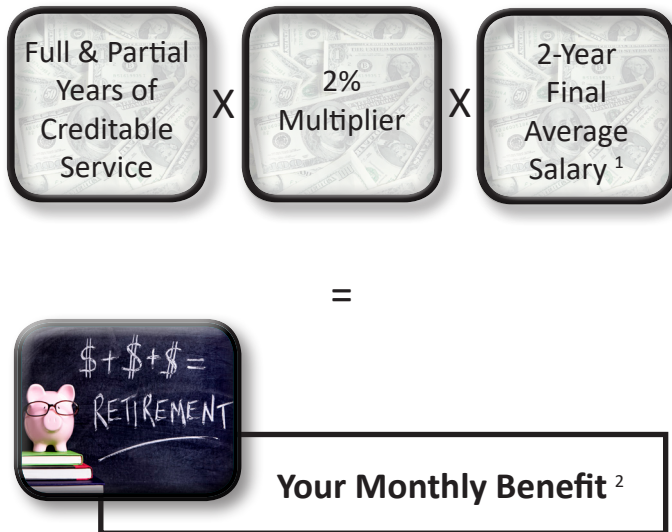 Full & Partial
Years of
Creditable
Service
X
2%
Multiplier
X
2-Year
Final
Average
Salary 1
=
$+$+$=
RETIREMENT
Your Monthly Benefit 2